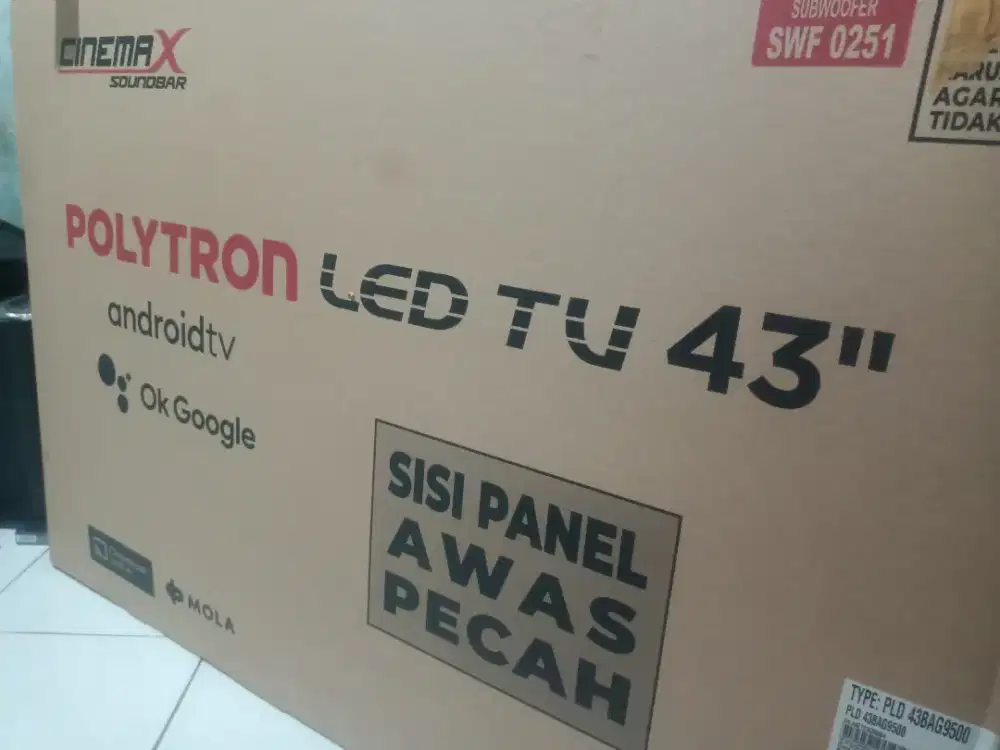 CINEMAX
SOUNDBAR
SUBWOOFER
SWF 0251
AGAR
TIDAK
POLYTRON LED TV 43"
androidtv
Ok Google
SISI PANEL
AWAS
PECAH
MOLA
TYPE: PLD 43BAG9500
PLD 43BAG9500